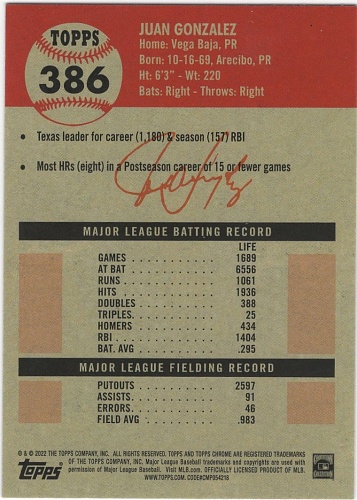 TOPPS
386
JUAN GONZALEZ
Home: Vega Baja, PR
Born: 10-16-69, Arecibo, PR
Ht: 6'3" - Wt: 220
Bats: Right - Throws: Right
• Texas leader for career (1,180) & season (157) RBI
• Most HRs (eight) in a Postseason career of 15 or fewer games
MAJOR LEAGUE BATTING RECORD
LIFE
GAMES . . . . . . . . . . 1689
AT BAT . . . . . . . . . . 6556
RUNS . . . . . . . . . . 1061
HITS . . . . . . . . . . 1936
DOUBLES . . . . . . . . . 388
TRIPLES. . . . . . . . . . 25
HOMERS . . . . . . . . . 434
RBI . . . . . . . . . . . 1404
BAT. AVG . . . . . . . . . .295
MAJOR LEAGUE FIELDING RECORD
PUTOUTS . . . . . . . . . 2597
ASSISTS. . . . . . . . . . 91
ERRORS. . . . . . . . . . 46
FIELD AVG . . . . . . . . .983
® & © 2022 THE TOPPS COMPANY, INC. ALL RIGHTS RESERVED. TOPPS AND TOPPS CHROME ARE REGISTERED TRADEMARKS
OF THE TOPPS COMPANY, INC. Major League Baseball trademarks and copyrights are used with
permission of Major League Baseball. Visit MLB.com. OFFICIALLY LICENSED PRODUCT OF MLB.
WWW.TOPPS.COM. CODE#CMP054218
topps